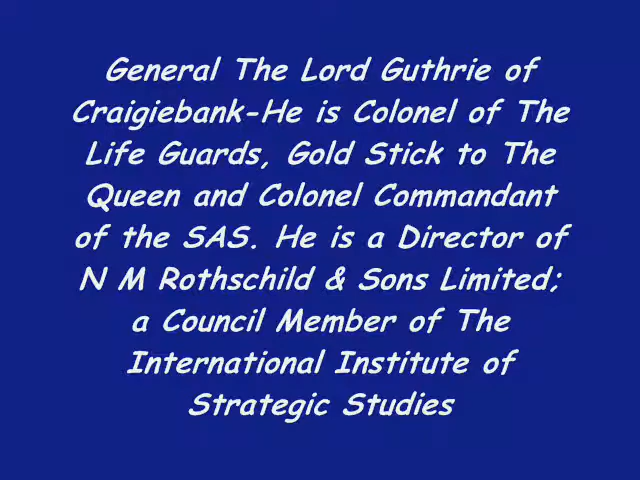 General The Lord Guthrie of
Craigiebank-He is Colonel of The
Life Guards, Gold Stick to The
Queen and Colonel Commandant
of the SAS. He is a Director of
N M Rothschild & Sons Limited;
a Council Member of The
International Institute of
Strategic Studies